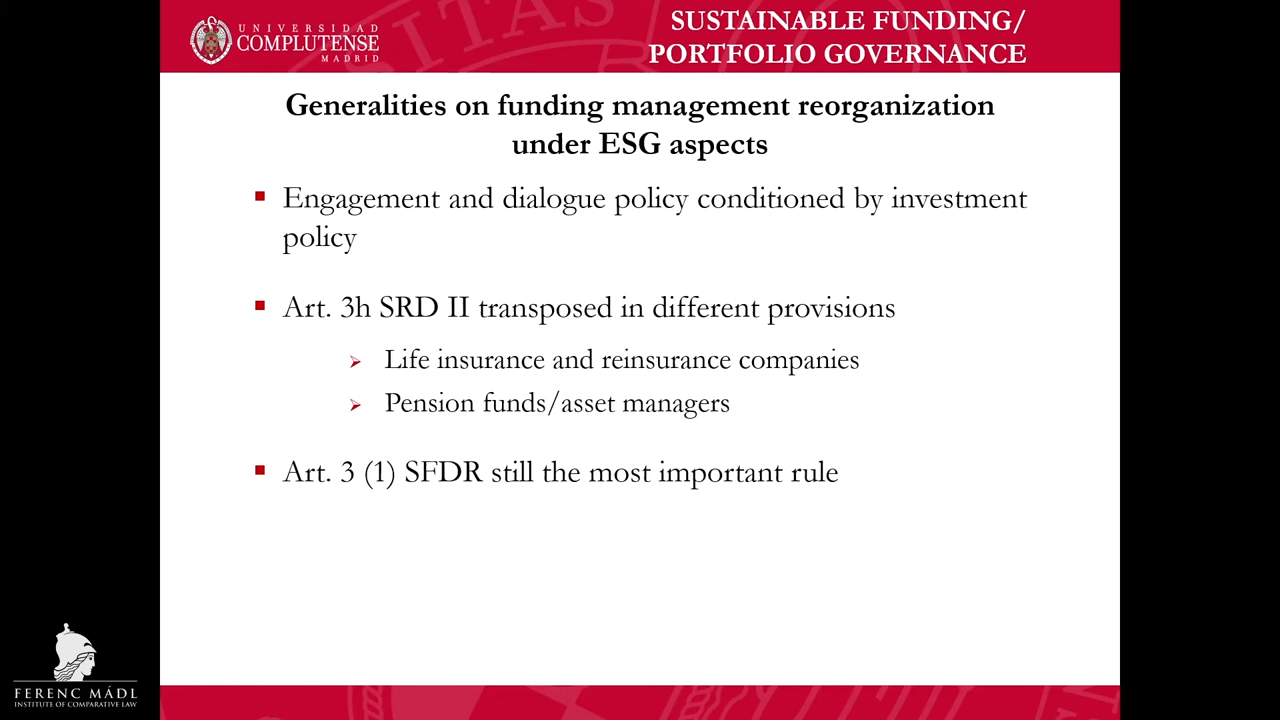 UNIVERSIDAD
COMPLUTENSE
MADRID
SUSTAINABLE FUNDING/
PORTFOLIO GOVERNANCE
Generalities on funding management reorganization
under ESG aspects
Engagement and dialogue policy conditioned by investment
policy
Art. 3h SRD II transposed in different provisions
Life insurance and reinsurance companies
Pension funds/asset managers
Art. 3 (1) SFDR still the most important rule
FERENC MÁDL
INSTITUTE OF COMPARATIVE LAW